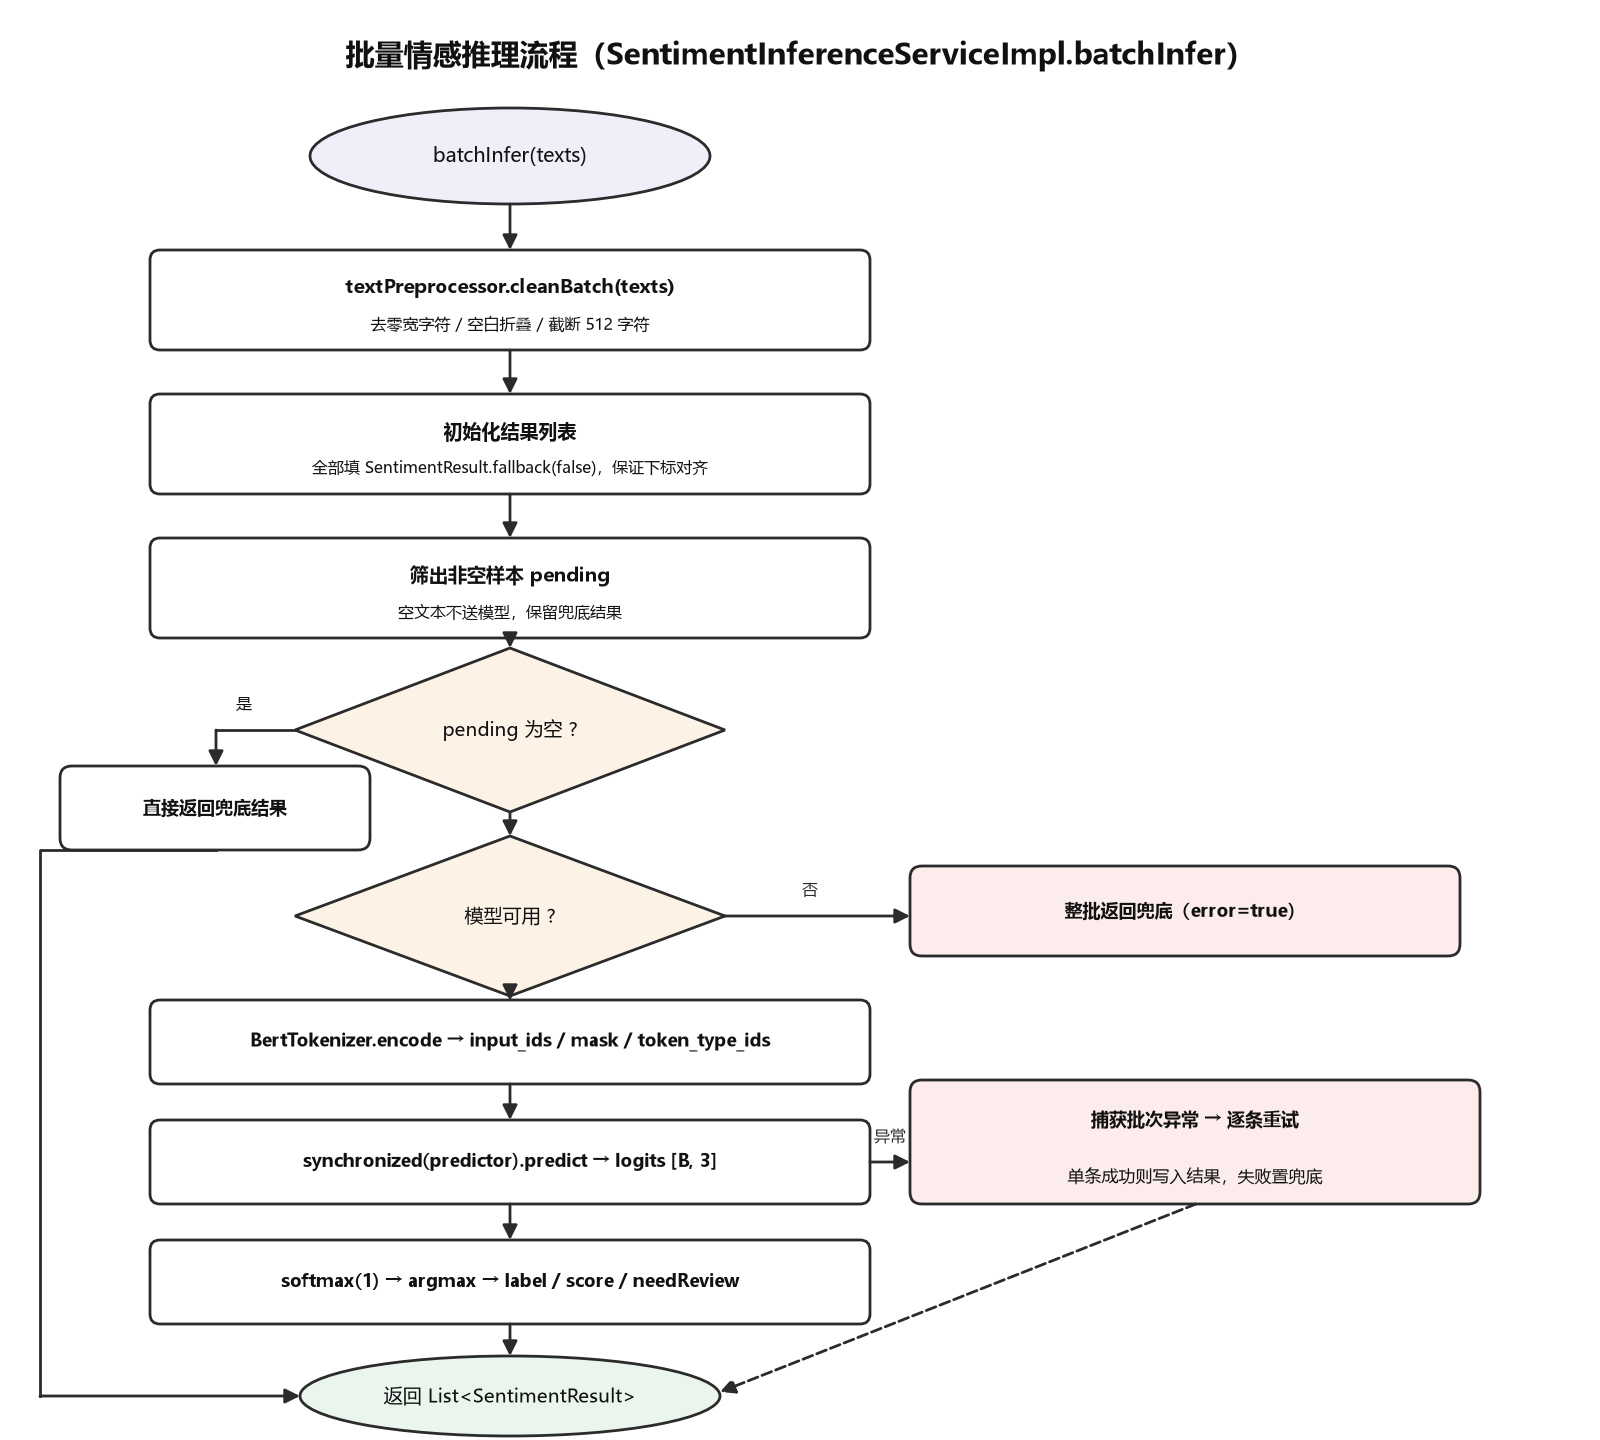 批量情感推理流程（SentimentInferenceServiceImpl.batchInfer）
batchInfer(texts)
textPreprocessor.cleanBatch(texts)
去零宽字符 / 空白折叠 / 截断 512 字符
初始化结果列表
全部填 SentimentResult.fallback(false)，保证下标对齐
筛出非空样本 pending
空文本不送模型，保留兜底结果
是
pending 为空？
直接返回兜底结果
模型可用？
否
整批返回兜底（error=true）
BertTokenizer.encode → input_ids / mask / token_type_ids
synchronized(predictor).predict → logits [B, 3]
异常
捕获批次异常 → 逐条重试
单条成功则写入结果，失败置兜底
softmax(1) → argmax → label / score / needReview
返回 List<SentimentResult>